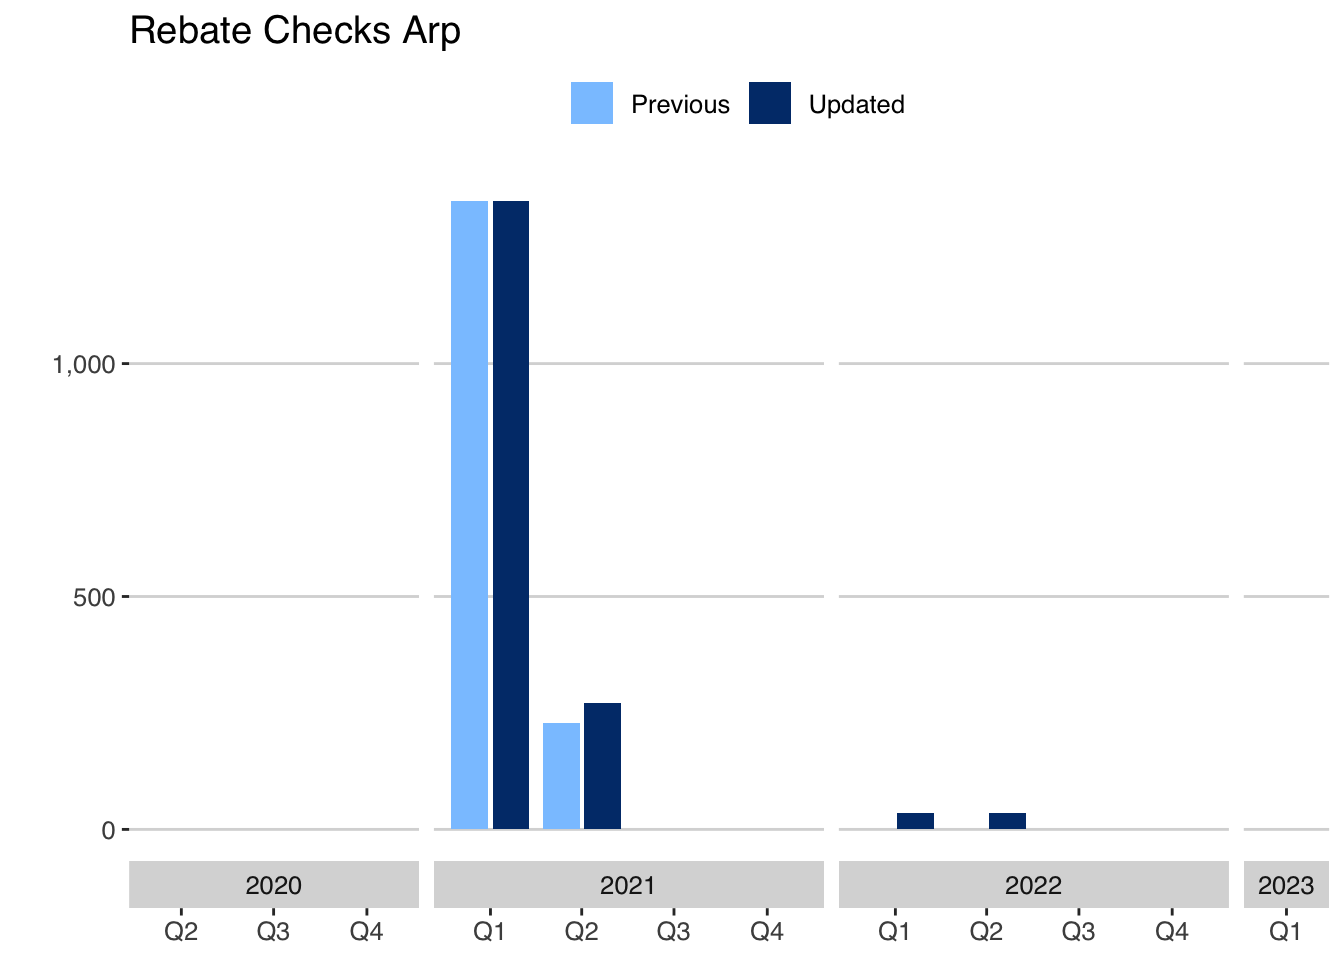 Rebate Checks Arp
Previous Updated
1,000
500
0
2020 2021 2022 2023
Q2 Q3 Q4 Q1 Q2 Q3 Q4 Q1 Q2 Q3 Q4 Q1